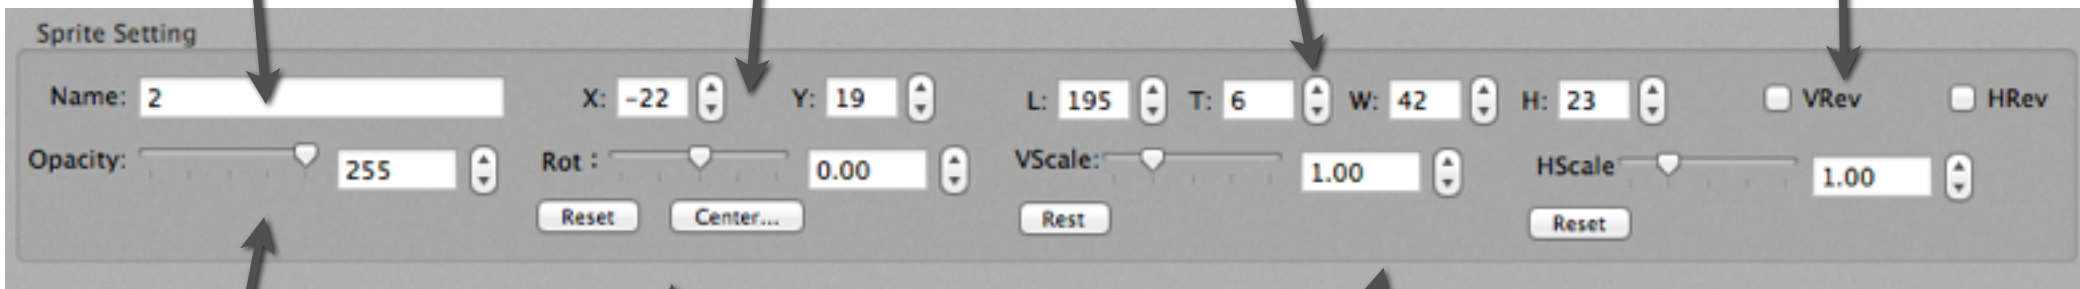 Sprite Setting
Name: 2 X: -22 Y: 19 L: 195 T: 6 W: 42 H: 23 VRev HRev
Opacity: 255 Rot : 0.00 VScale: 1.00 HScale 1.00
Reset Center... Rest Reset